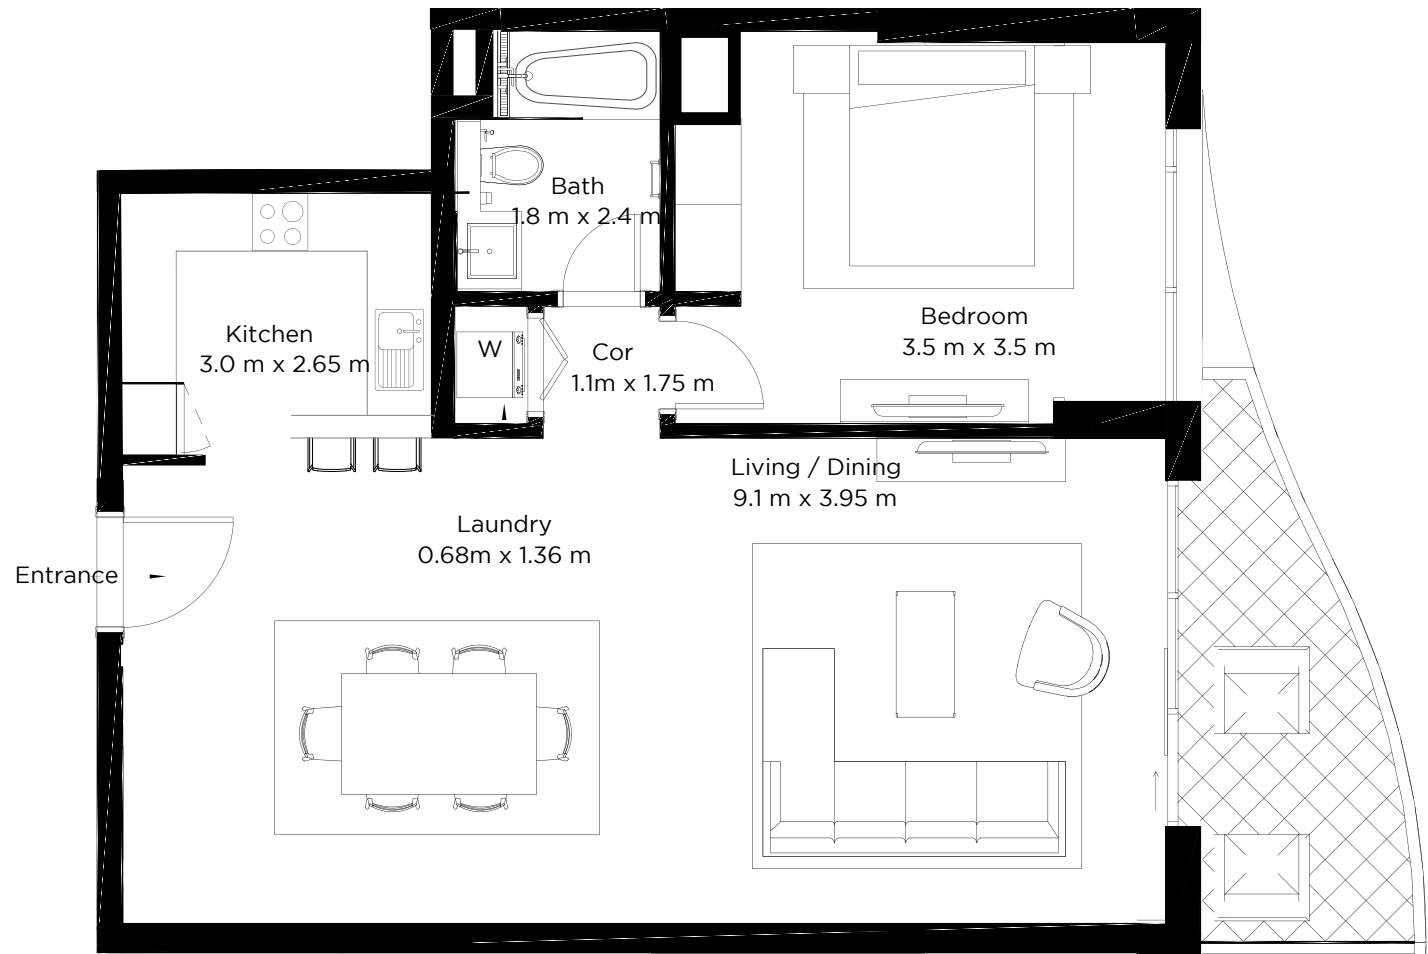 Bath
1.8 m x 2.4 m
Kitchen
3.0 m x 2.65 m
W
Cor
1.1m x 1.75 m
Bedroom
3.5 m x 3.5 m
Living / Dining
9.1 m x 3.95 m
Laundry
0.68m x 1.36 m
Entrance